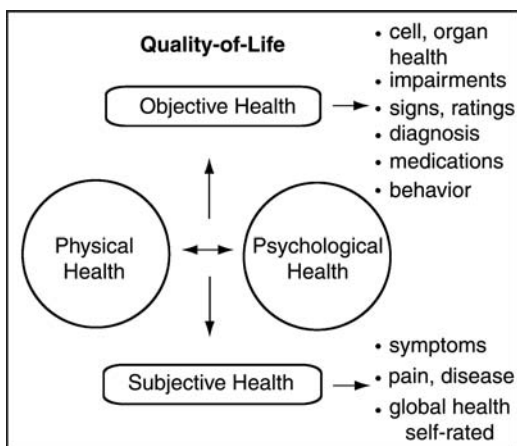 Quality-of-Life
Objective Health
• cell, organ
health
• impairments
• signs, ratings
• diagnosis
• medications
• behavior
Physical
Health
Psychological
Health
Subjective Health
• symptoms
• pain, disease
• global health
self-rated